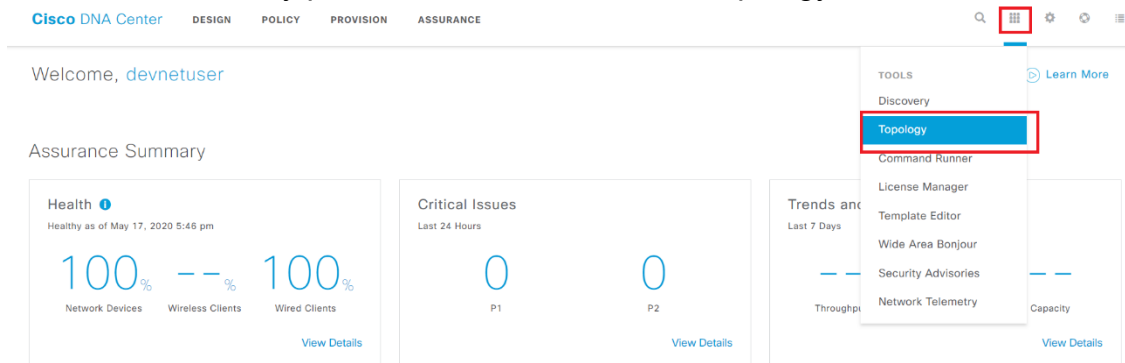 Cisco DNA Center DESIGN POLICY PROVISION ASSURANCE
Welcome, devnetuser
Learn More
TOOLS
Discovery
Topology
Command Runner
License Manager
Template Editor
Wide Area Bonjour
Security Advisories
Network Telemetry
Assurance Summary
Health
Healthy as of May 17, 2020 5:46 pm
100% --% 100%
Network Devices Wireless Clients Wired Clients
View Details
Critical Issues
Last 24 Hours
0 0
P1 P2
View Details
Trends and
Last 7 Days
-- --
Capacity
View Details